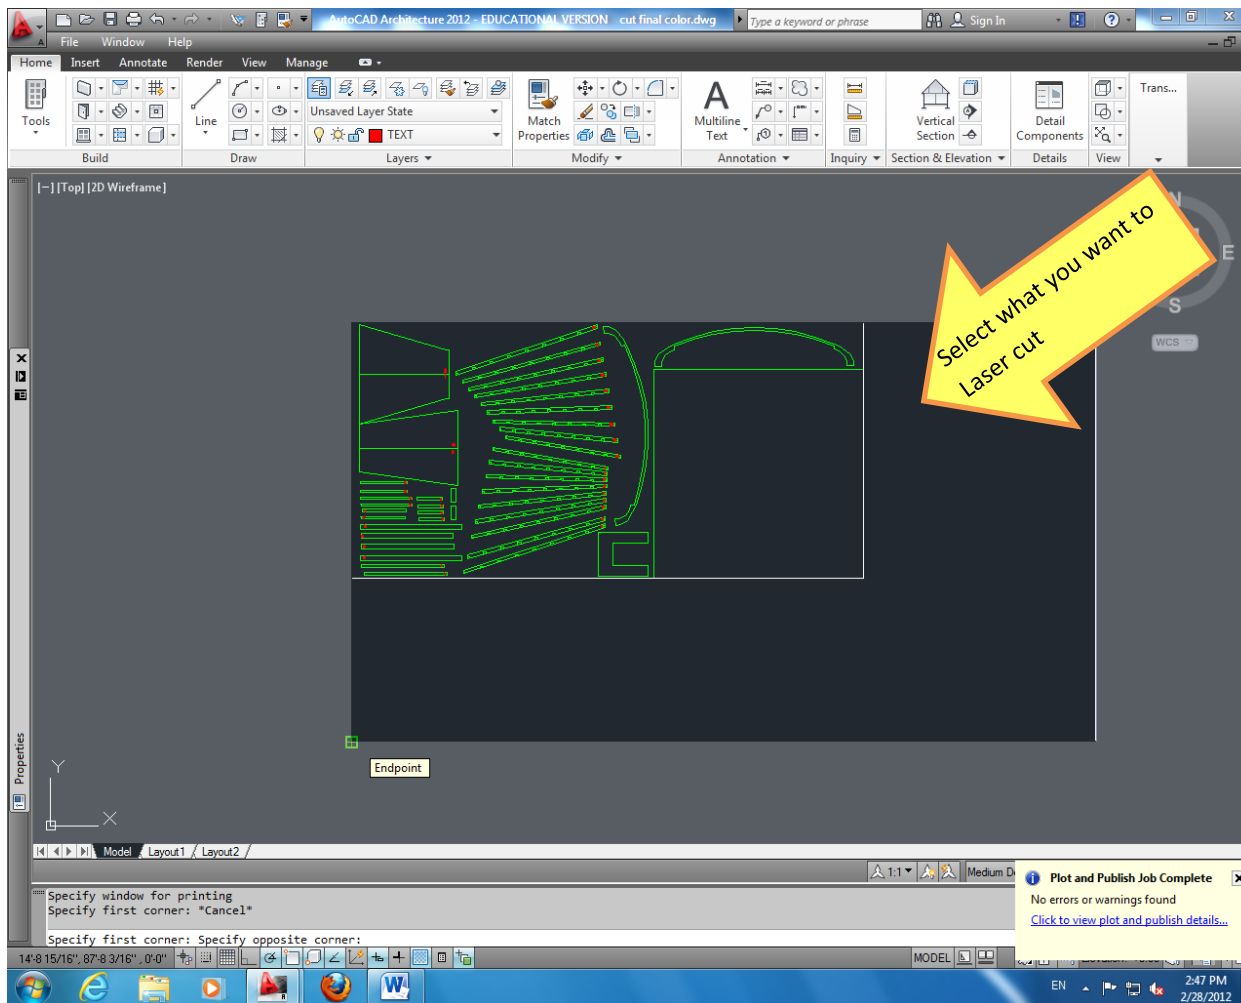 AutoCAD Architecture 2012 - EDUCATIONAL VERSION cut final color.dwg
Type a keyword or phrase
Sign In
A
File Window Help
Home Insert Annotate Render View Manage
Tools
Line
Unsaved Layer State
TEXT
Match
Properties
A
Multiline
Text
Vertical
Section
Detail
Components
Trans...
Build Draw Layers Modify Annotation Inquiry Section & Elevation Details View
[−] [Top] [2D Wireframe]
N
E
S
WCS
Select what you want to
Laser cut
Endpoint
Properties
Y
X
Model Layout1 Layout2
1:1
Medium D
Specify window for printing
Specify first corner: *Cancel*
Specify first corner: Specify opposite corner:
Plot and Publish Job Complete
No errors or warnings found
Click to view plot and publish details...
14'-8 15/16", 87'-8 3/16" , 0'-0"
MODEL
EN
2:47 PM
2/28/2012